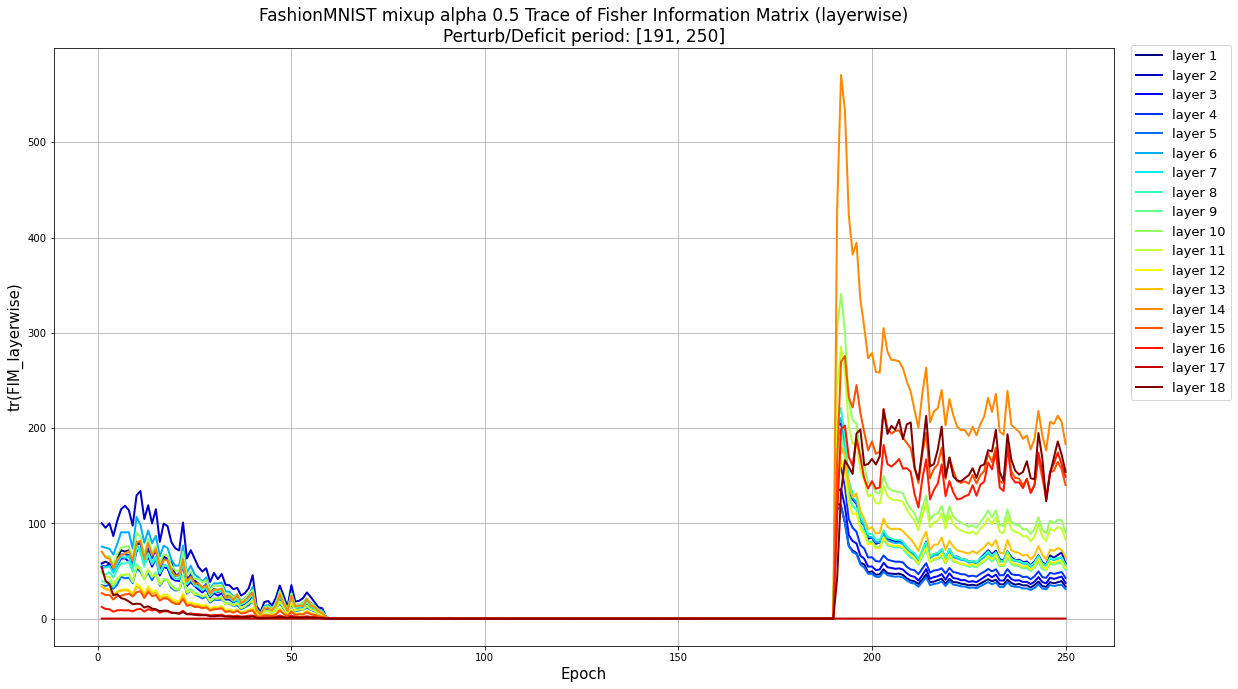 FashionMNIST mixup alpha 0.5 Trace of Fisher Information Matrix (layerwise)
Perturb/Deficit period: [191, 250]
tr(FIM_layerwise)
500
400
300
200
100
0
0 50 100 150 200 250
Epoch
layer 1
layer 2
layer 3
layer 4
layer 5
layer 6
layer 7
layer 8
layer 9
layer 10
layer 11
layer 12
layer 13
layer 14
layer 15
layer 16
layer 17
layer 18